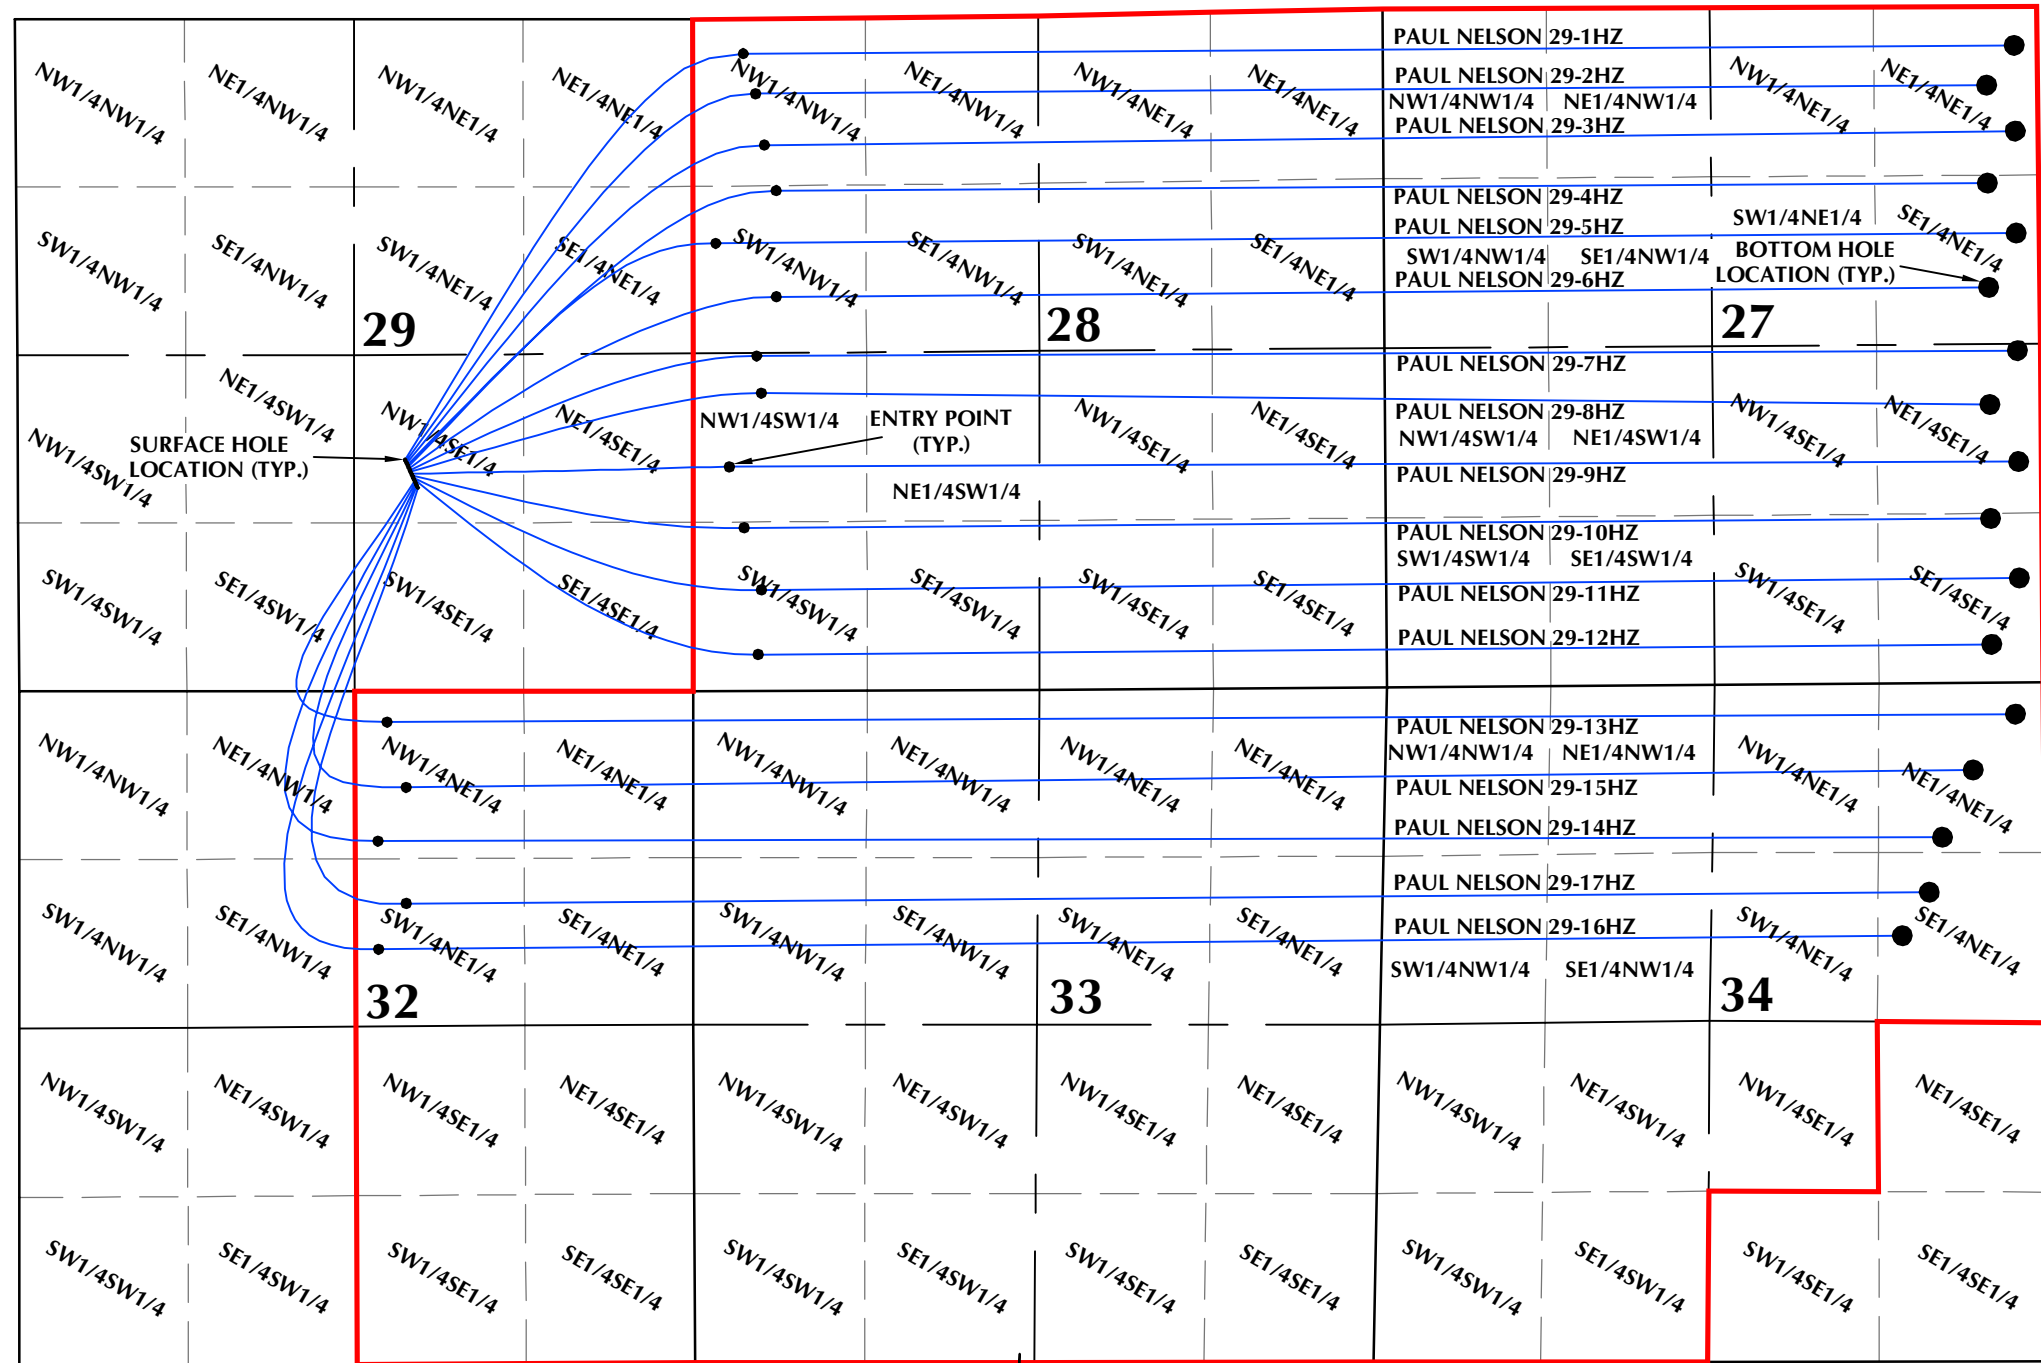 PAUL NELSON 29-1HZ
NW1/4NW1/4 NE1/4NW1/4 NW1/4NE1/4 NE1/4NE1/4 NW1/4NW1/4 NE1/4NW1/4 NW1/4NE1/4 NE1/4NE1/4 PAUL NELSON 29-2HZ NW1/4NE1/4 NE1/4NE1/4
NW1/4NW1/4 NE1/4NW1/4
PAUL NELSON 29-3HZ
PAUL NELSON 29-4HZ
SW1/4NW1/4 SE1/4NW1/4 SW1/4NE1/4 SE1/4NE1/4 SW1/4NW1/4 SE1/4NW1/4 SW1/4NE1/4 SE1/4NE1/4 PAUL NELSON 29-5HZ SW1/4NE1/4 SE1/4NE1/4
SW1/4NW1/4 SE1/4NW1/4 BOTTOM HOLE
PAUL NELSON 29-6HZ LOCATION (TYP.)
29 28 27
PAUL NELSON 29-7HZ
NW1/4SW1/4 NE1/4SW1/4 NW1/4SE1/4 NE1/4SE1/4 NW1/4SW1/4 ENTRY POINT NW1/4SE1/4 NE1/4SE1/4 PAUL NELSON 29-8HZ NW1/4SE1/4 NE1/4SE1/4
SURFACE HOLE (TYP.) NW1/4SW1/4 NE1/4SW1/4
LOCATION (TYP.) PAUL NELSON 29-9HZ
NE1/4SW1/4
PAUL NELSON 29-10HZ
SW1/4SW1/4 SE1/4SW1/4
SW1/4SW1/4 SE1/4SW1/4 SW1/4SE1/4 SE1/4SE1/4 SW1/4SW1/4 SE1/4SW1/4 SW1/4SE1/4 SE1/4SE1/4 PAUL NELSON 29-11HZ SW1/4SE1/4 SE1/4SE1/4
PAUL NELSON 29-12HZ
PAUL NELSON 29-13HZ
NW1/4NW1/4 NE1/4NW1/4
NW1/4NW1/4 NE1/4NW1/4 NW1/4NE1/4 NE1/4NE1/4 NW1/4NW1/4 NE1/4NW1/4 NW1/4NE1/4 NE1/4NE1/4 PAUL NELSON 29-15HZ NW1/4NE1/4 NE1/4NE1/4
PAUL NELSON 29-14HZ
PAUL NELSON 29-17HZ
SW1/4NW1/4 SE1/4NW1/4 SW1/4NE1/4 SE1/4NE1/4 SW1/4NW1/4 SE1/4NW1/4 SW1/4NE1/4 SE1/4NE1/4 PAUL NELSON 29-16HZ SW1/4NE1/4 SE1/4NE1/4
SW1/4NW1/4 SE1/4NW1/4
32 33 34
NW1/4SW1/4 NE1/4SW1/4 NW1/4SE1/4 NE1/4SE1/4 NW1/4SW1/4 NE1/4SW1/4 NW1/4SE1/4 NE1/4SE1/4 NW1/4SW1/4 NE1/4SW1/4 NW1/4SE1/4 NE1/4SE1/4
SW1/4SW1/4 SE1/4SW1/4 SW1/4SE1/4 SE1/4SE1/4 SW1/4SW1/4 SE1/4SW1/4 SW1/4SE1/4 SE1/4SE1/4 SW1/4SW1/4 SE1/4SW1/4 SW1/4SE1/4 SE1/4SE1/4